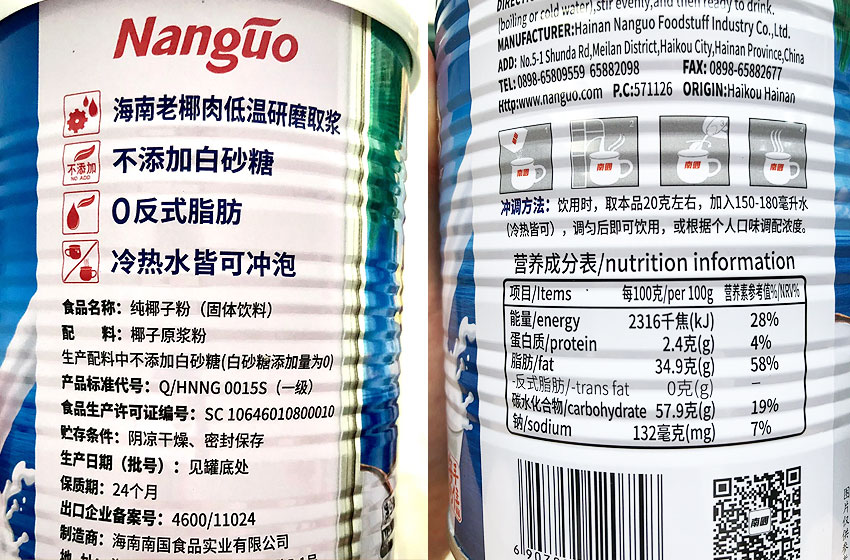 Nanguo
海南老椰肉低温研磨取浆
不添加
NO ADD
不添加白砂糖
0反式脂肪
冷热水皆可冲泡
食品名称：纯椰子粉（固体饮料）
配　料：椰子原浆粉
生产配料中不添加白砂糖(白砂糖添加量为0)
产品标准代号：Q/HNNG 0015S（一级）
食品生产许可证编号：SC 10646010800010
贮存条件：阴凉干燥、密封保存
生产日期（批号）：见罐底处
保质期：24个月
出口企业备案号：4600/11024
制造商：海南南国食品实业有限公司
(boiling or cold water),stir evenly,and then ready to drink.
MANUFACTURER:Hainan Nanguo Foodstuff Industry Co.,Ltd.
ADD: No.5-1 Shunda Rd,Meilan District,Haikou City,Hainan Province,China
TEL:0898-65809559 65882098 FAX: 0898-65882677
Http:www.nanguo.com P.C:571126 ORIGIN:Haikou Hainan
南國 南國 南國 南國
冲调方法：饮用时，取本品20克左右，加入150-180毫升水
（冷热皆可），调匀后即可饮用，或根据个人口味调配浓度。
营养成分表/nutrition information
项目/Items 每100克/per 100g 营养素参考值%/NRV%
能量/energy 2316千焦(kJ) 28%
蛋白质/protein 2.4克(g) 4%
脂肪/fat 34.9克(g) 58%
-反式脂肪/-trans fat 0克(g) –
碳水化合物/carbohydrate 57.9克(g) 19%
钠/sodium 132毫克(mg) 7%
南國
图片仅供